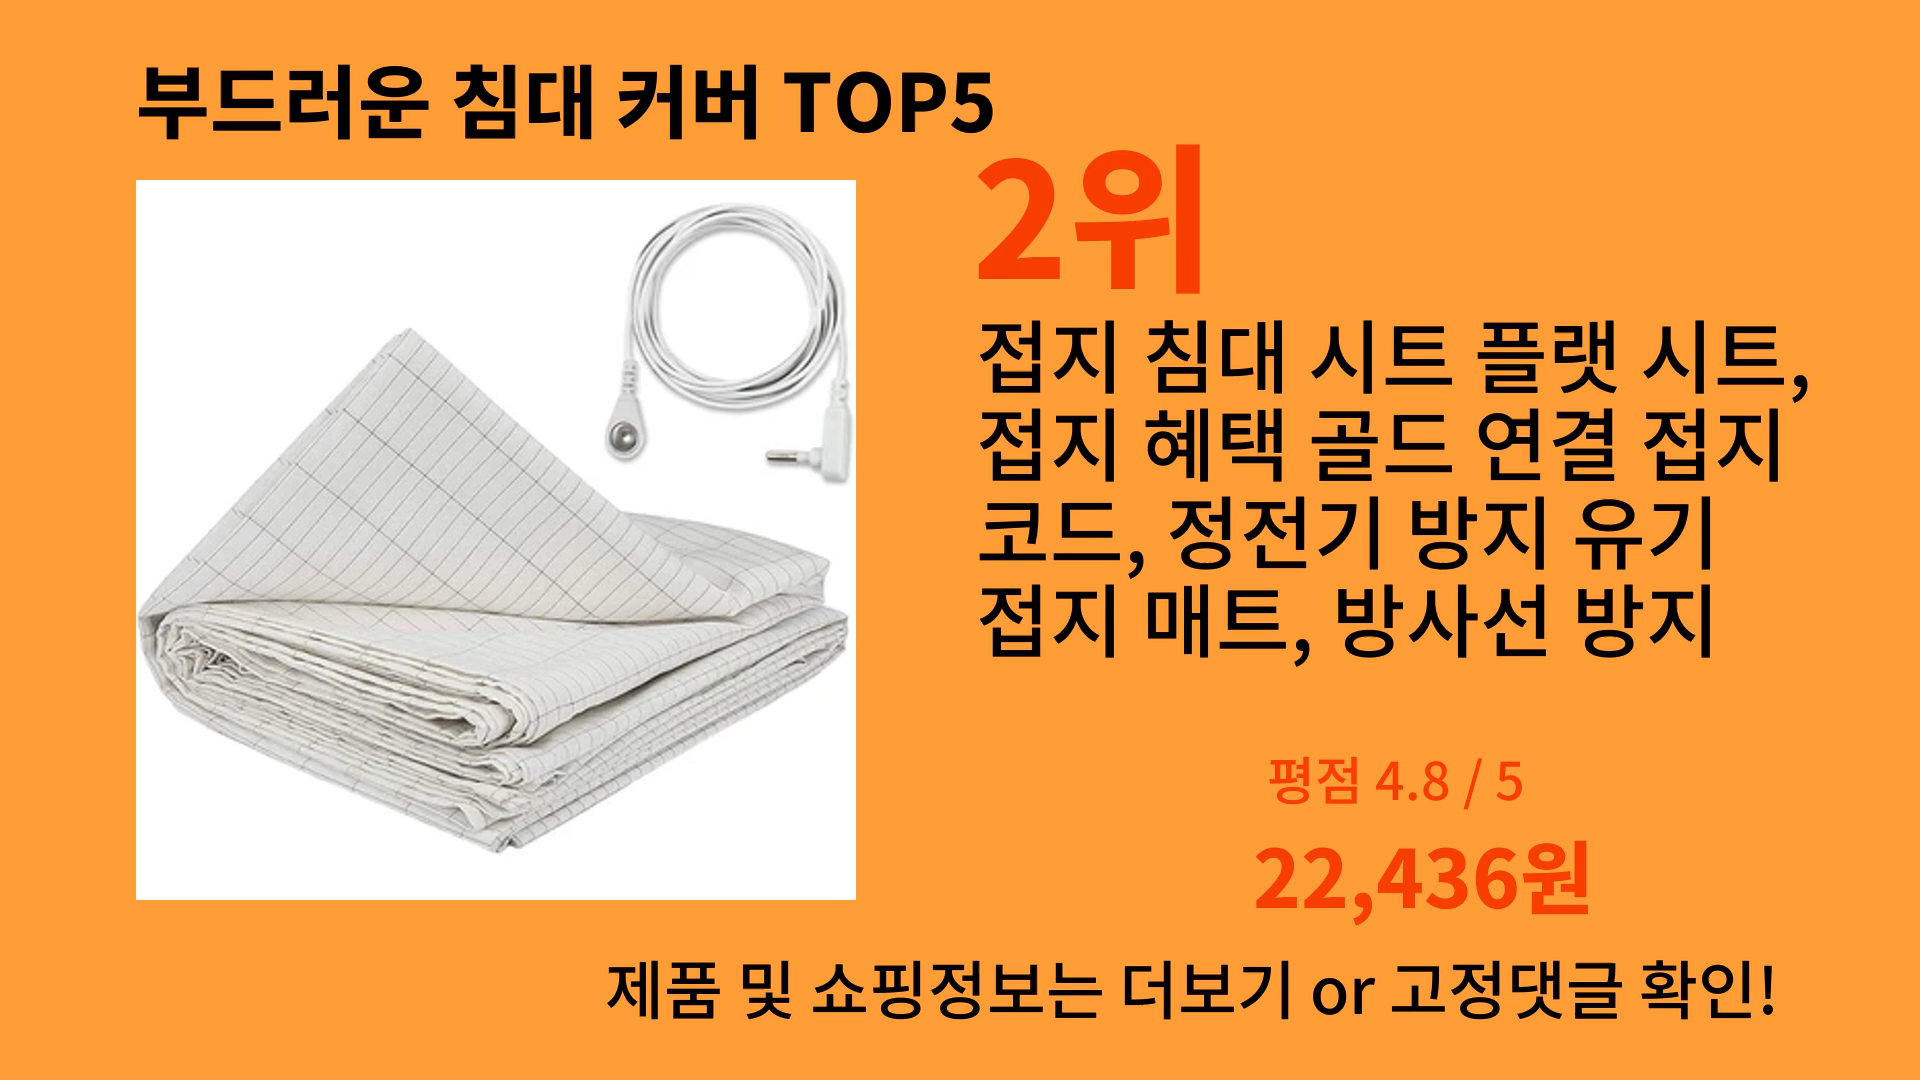 부드러운 침대 커버 TOP5
2위
접지 침대 시트 플랫 시트,
접지 혜택 골드 연결 접지
코드, 정전기 방지 유기
접지 매트, 방사선 방지
평점 4.8 / 5
22,436원
제품 및 쇼핑정보는 더보기 or 고정댓글 확인!